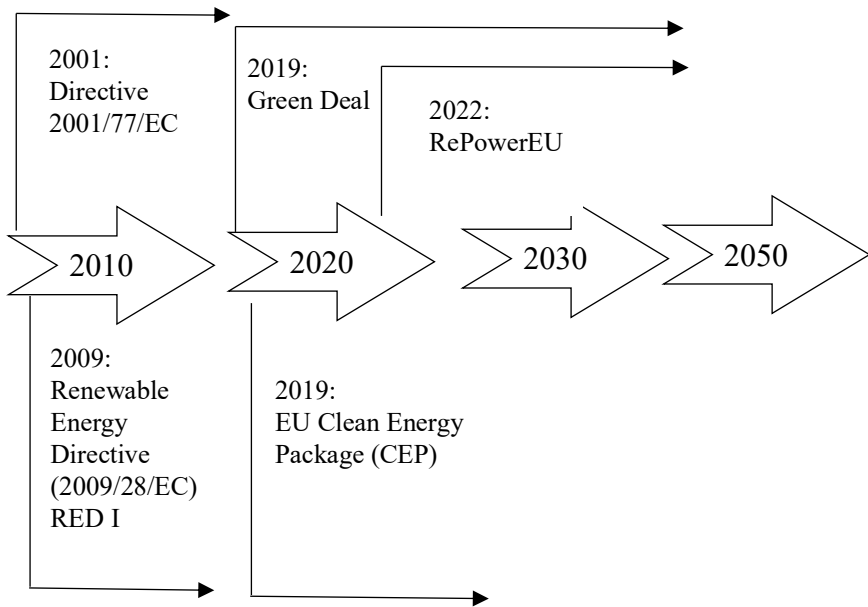 2001:
Directive
2001/77/EC
2019:
Green Deal
2022:
RePowerEU
2010
2020
2030
2050
2009:
Renewable
Energy
Directive
(2009/28/EC)
RED I
2019:
EU Clean Energy
Package (CEP)